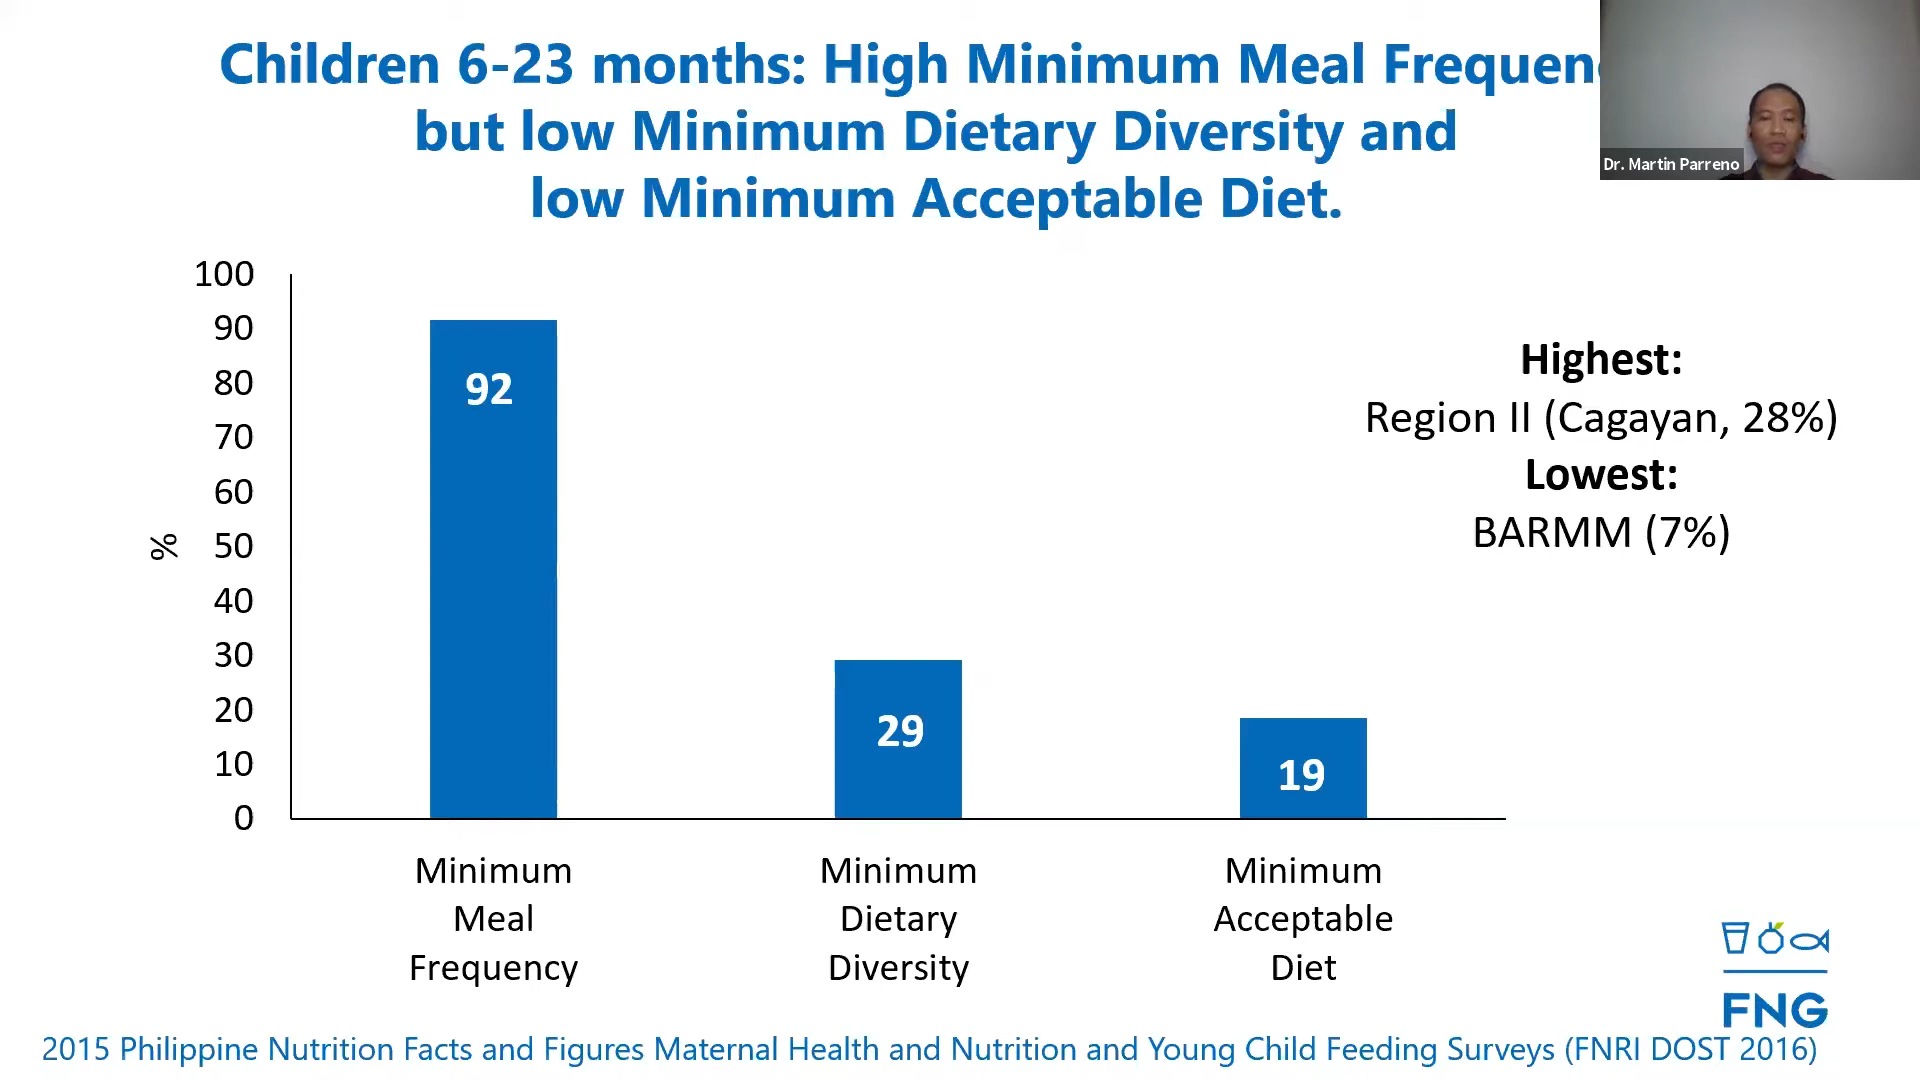 Children 6-23 months: High Minimum Meal Frequen
but low Minimum Dietary Diversity and
low Minimum Acceptable Diet.
Dr. Martin Parreno
100
90
80
70
60
50
40
30
20
10
0
%
92
29
19
Highest:
Region II (Cagayan, 28%)
Lowest:
BARMM (7%)
Minimum
Meal
Frequency
Minimum
Dietary
Diversity
Minimum
Acceptable
Diet
FNG
2015 Philippine Nutrition Facts and Figures Maternal Health and Nutrition and Young Child Feeding Surveys (FNRI DOST 2016)